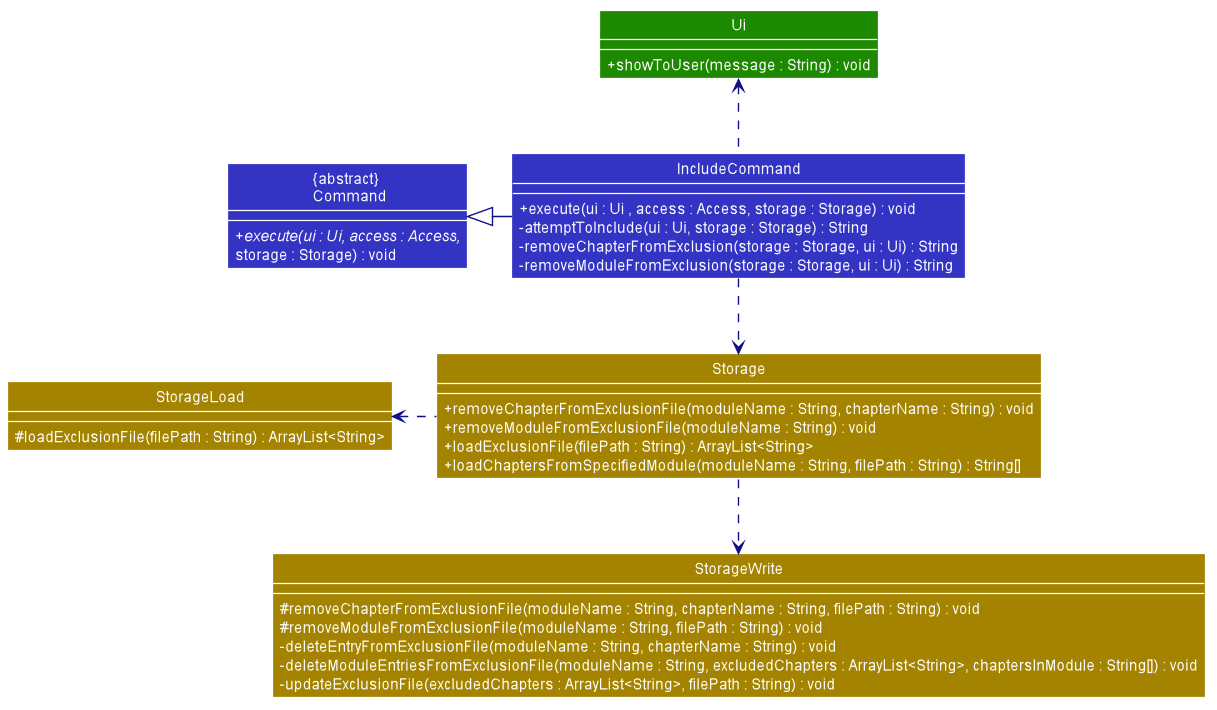 Ui
+showToUser(message : String) : void
{abstract}
Command
+execute(ui : Ui, access : Access,
storage : Storage) : void
IncludeCommand
+execute(ui : Ui , access : Access, storage : Storage) : void
-attemptToInclude(ui : Ui, storage : Storage) : String
-removeChapterFromExclusion(storage : Storage, ui : Ui) : String
-removeModuleFromExclusion(storage : Storage, ui : Ui) : String
StorageLoad
#loadExclusionFile(filePath : String) : ArrayList<String>
Storage
+removeChapterFromExclusionFile(moduleName : String, chapterName : String) : void
+removeModuleFromExclusionFile(moduleName : String) : void
+loadExclusionFile(filePath : String) : ArrayList<String>
+loadChaptersFromSpecifiedModule(moduleName : String, filePath : String) : String[]
StorageWrite
#removeChapterFromExclusionFile(moduleName : String, chapterName : String, filePath : String) : void
#removeModuleFromExclusionFile(moduleName : String, filePath : String) : void
-deleteEntryFromExclusionFile(moduleName : String, chapterName : String) : void
-deleteModuleEntriesFromExclusionFile(moduleName : String, excludedChapters : ArrayList<String>, chaptersInModule : String[]) : void
-updateExclusionFile(excludedChapters : ArrayList<String>, filePath : String) : void